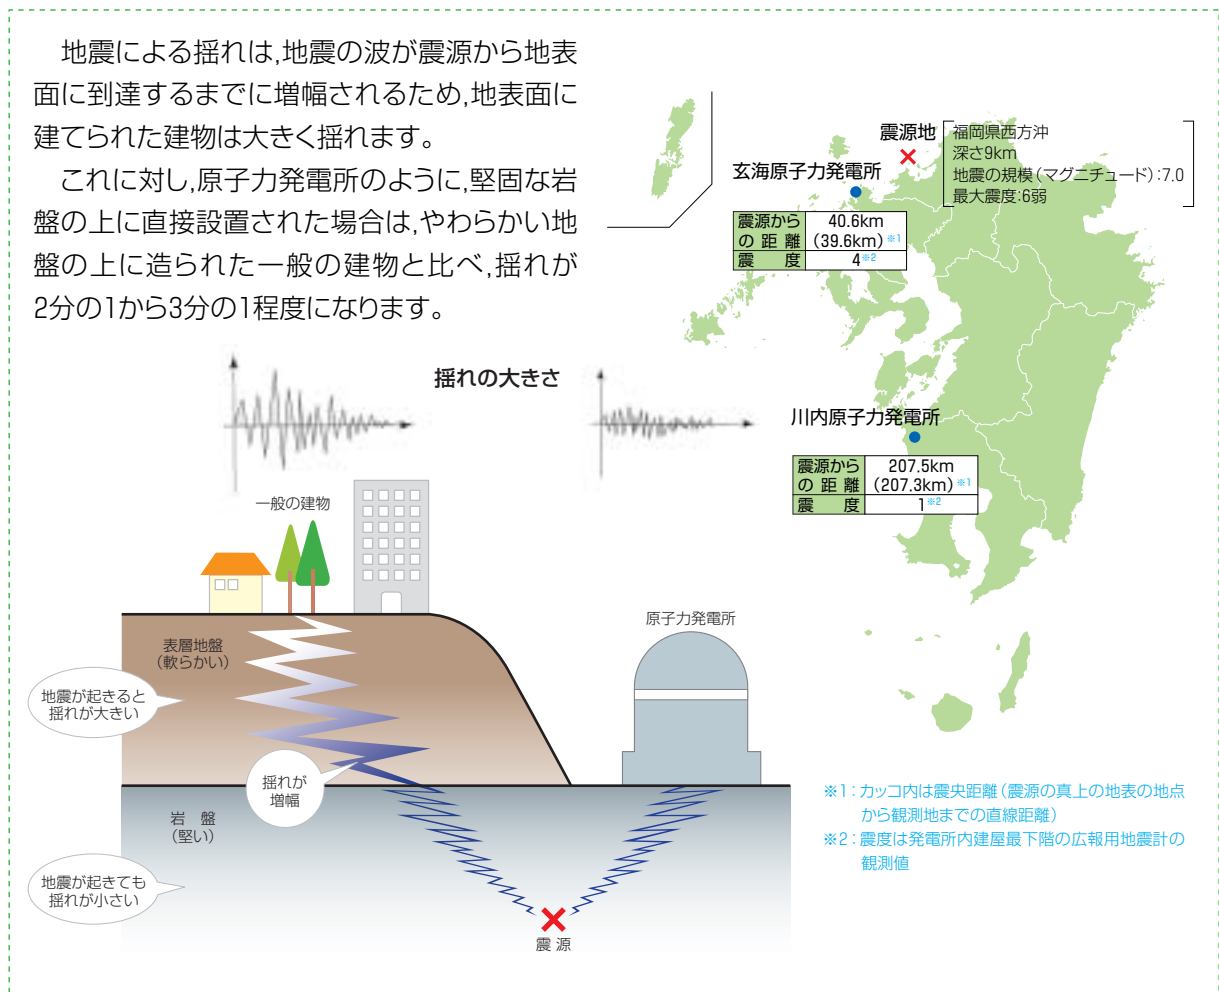 地震による揺れは,地震の波が震源から地表
面に到達するまでに増幅されるため,地表面に
建てられた建物は大きく揺れます。
これに対し,原子力発電所のように,堅固な岩
盤の上に直接設置された場合は,やわらかい地
盤の上に造られた一般の建物と比べ,揺れが
2分の1から3分の1程度になります。
震源地
福岡県西方沖
深さ9km
地震の規模(マグニチュード):7.0
最大震度:6弱
玄海原子力発電所
震源から
の距離
40.6km
(39.6km)※1
震度
4※2
川内原子力発電所
震源から
の距離
207.5km
(207.3km)※1
震度
1※2
揺れの大きさ
一般の建物
原子力発電所
表層地盤
(軟らかい)
地震が起きると
揺れが大きい
揺れが
増幅
岩盤
(堅い)
地震が起きても
揺れが小さい
震源
※1:カッコ内は震央距離(震源の真上の地表の地点
から観測地までの直線距離)
※2:震度は発電所内建屋最下階の広報用地震計の
観測値